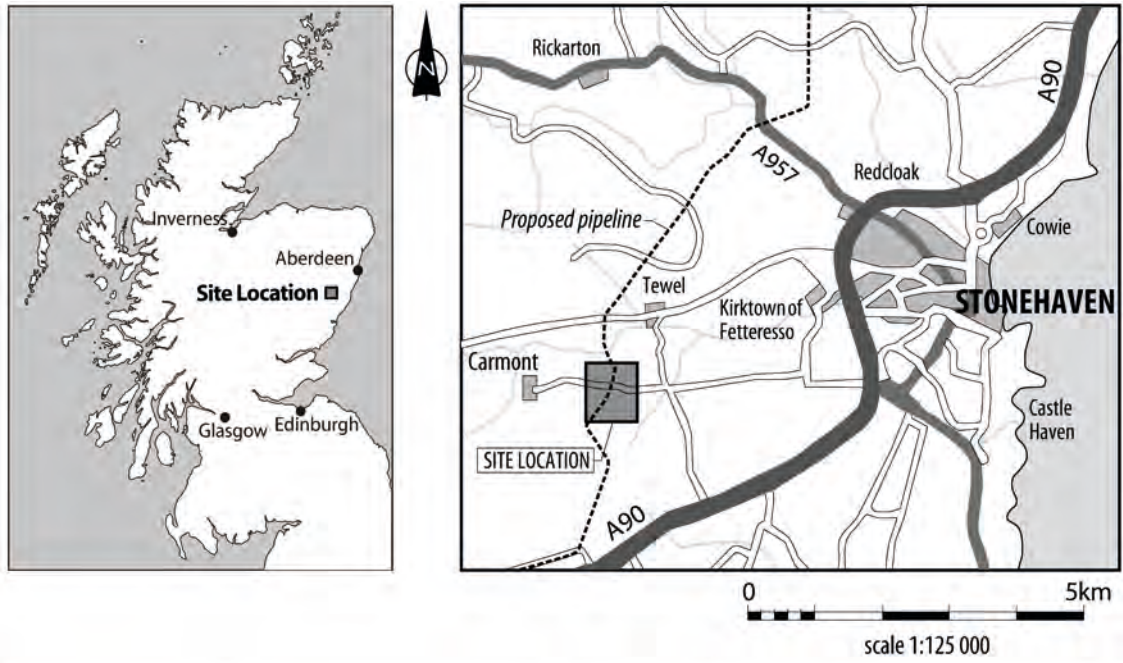 Inverness
Aberdeen
Site Location
Glasgow
Edinburgh
N
Rickarton
A90
A957
Redcloak
Proposed pipeline
Cowie
Tewel
Kirktown of
Fetteresso
STONEHAVEN
Carmont
Castle
Haven
SITE LOCATION
A90
0 5km
scale 1:125 000